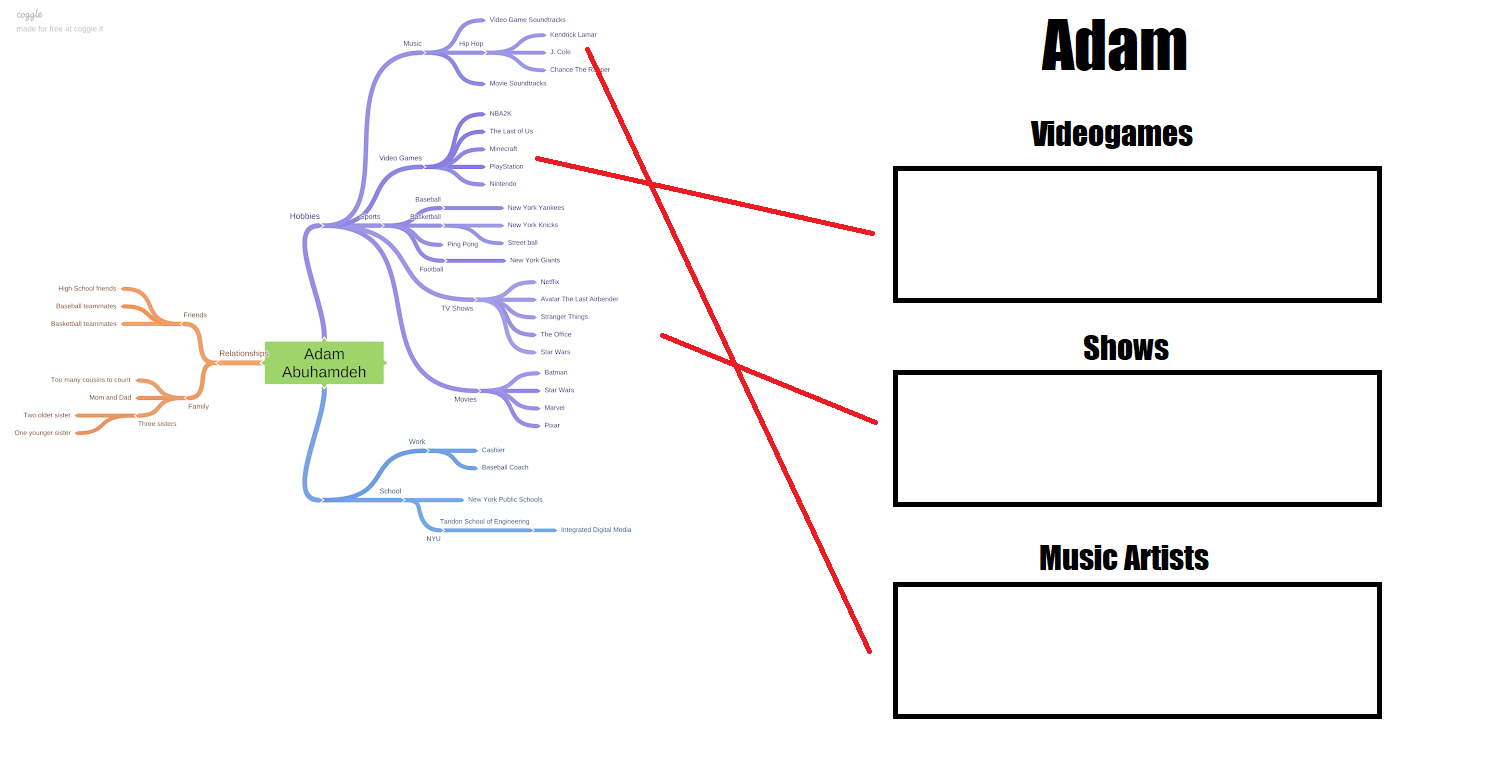 coggle
made for free at coggle.it
Music
Video Game Soundtracks
Hip Hop
Kendrick Lamar
J. Cole
Chance The Rapper
Movie Soundtracks
Video Games
NBA2K
The Last of Us
Minecraft
PlayStation
Nintendo
Hobbies
Sports
Baseball
New York Yankees
Basketball
New York Knicks
Street ball
Ping Pong
Football
New York Giants
TV Shows
Netflix
Avatar The Last Airbender
Stranger Things
The Office
Star Wars
Movies
Batman
Star Wars
Marvel
Pixar
High School friends
Baseball teammates
Basketball teammates
Friends
Relationships
Adam
Abuhamdeh
Too many cousins to count
Mom and Dad
Family
Two older sister
Three sisters
One younger sister
Work
Cashier
Baseball Coach
School
New York Public Schools
Tandon School of Engineering
Integrated Digital Media
NYU
Adam
Videogames
Shows
Music Artists